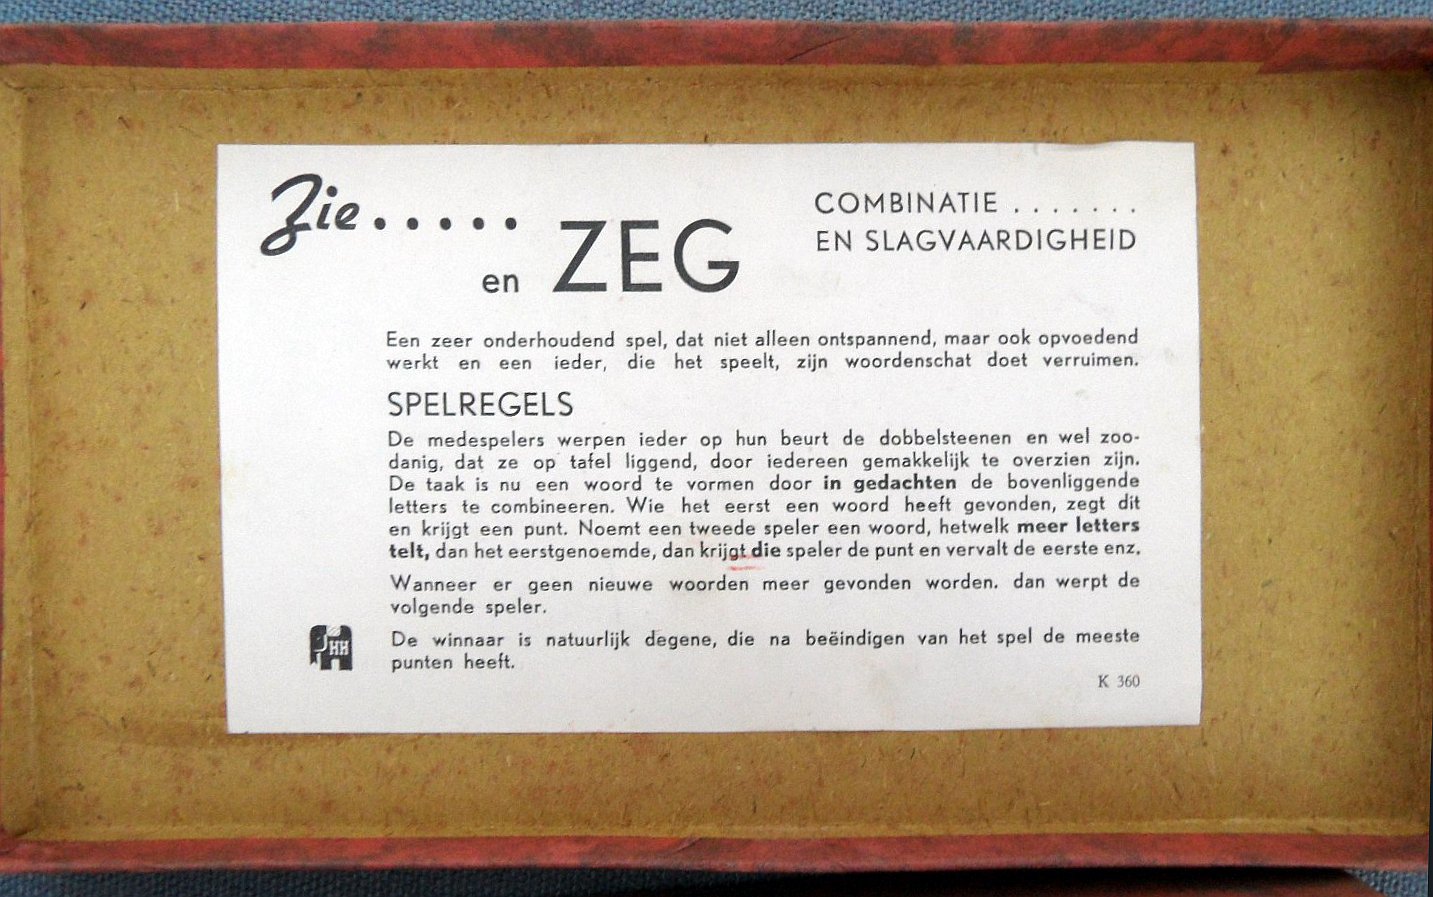 Zie.....
en ZEG
COMBINATIE .......
EN SLAGVAARDIGHEID
Een zeer onderhoudend spel, dat niet alleen ontspannend, maar ook opvoedend
werkt en een ieder, die het speelt, zijn woordenschat doet verruimen.
SPELREGELS
De medespelers werpen ieder op hun beurt de dobbelsteenen en wel zoo-
danig, dat ze op tafel liggend, door iedereen gemakkelijk te overzien zijn.
De taak is nu een woord te vormen door in gedachten de bovenliggende
letters te combineeren. Wie het eerst een woord heeft gevonden, zegt dit
en krijgt een punt. Noemt een tweede speler een woord, hetwelk meer letters
telt, dan het eerstgenoemde, dan krijgt die speler de punt en vervalt de eerste enz.
Wanneer er geen nieuwe woorden meer gevonden worden. dan werpt de
volgende speler.
De winnaar is natuurlijk degene, die na beëindigen van het spel de meeste
punten heeft.
JHH
K 360